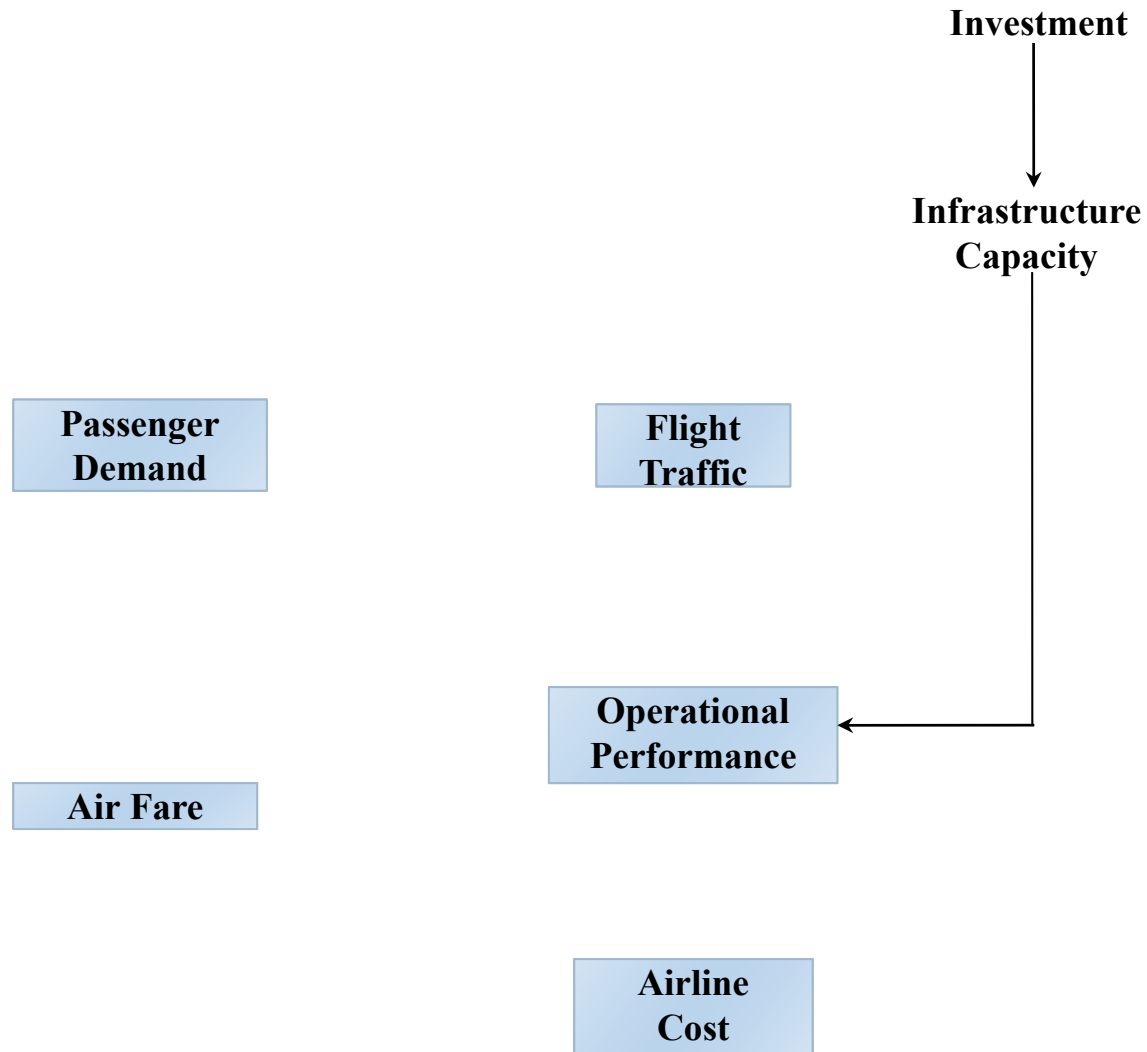 Investment
Infrastructure
Capacity
Passenger
Demand
Flight
Traffic
Operational
Performance
Air Fare
Airline
Cost